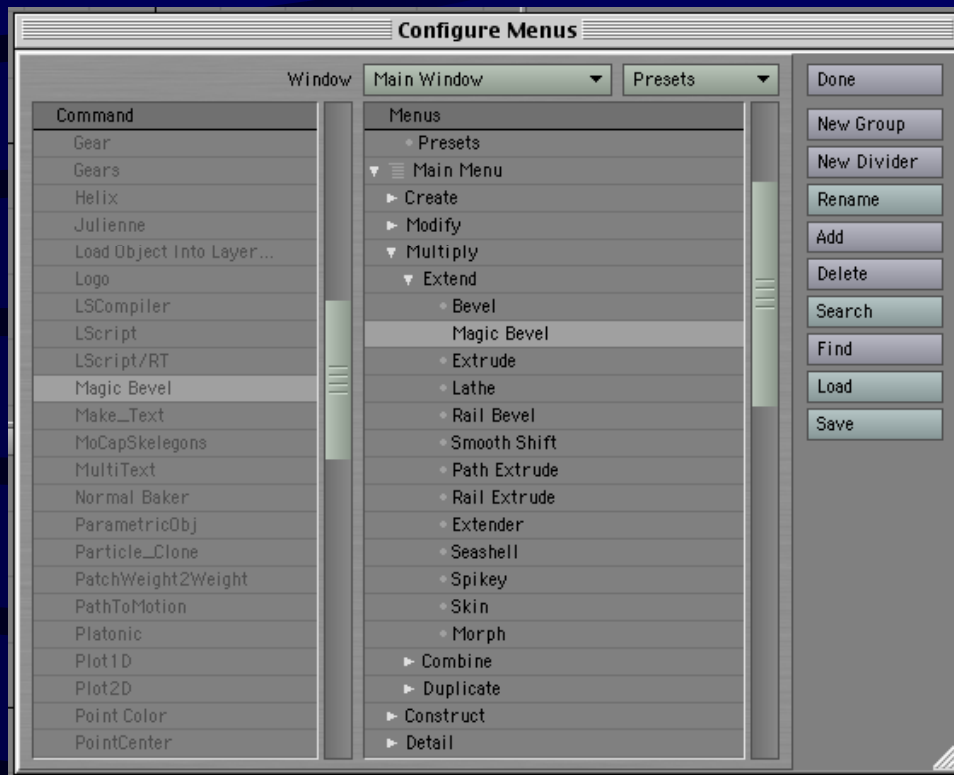 Configure Menus
Window Main Window Presets
Command
Gear
Gears
Helix
Julienne
Load Object Into Layer...
Logo
LSCompiler
LScript
LScript/RT
Magic Bevel
Make_Text
MoCapSkelegons
MultiText
Normal Baker
ParametricObj
Particle_Clone
PatchWeight2Weight
PathToMotion
Platonic
Plot1D
Plot2D
Point Color
PointCenter
Menus
Presets
Main Menu
Create
Modify
Multiply
Extend
Bevel
Magic Bevel
Extrude
Lathe
Rail Bevel
Smooth Shift
Path Extrude
Rail Extrude
Extender
Seashell
Spikey
Skin
Morph
Combine
Duplicate
Construct
Detail
Done
New Group
New Divider
Rename
Add
Delete
Search
Find
Load
Save